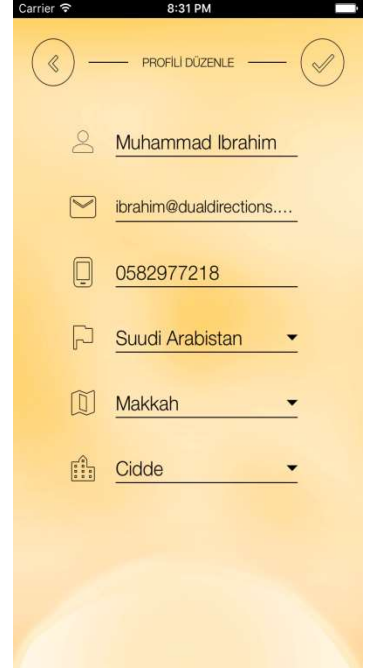 Carrier 8:31 PM
PROFİLİ DÜZENLE
Muhammad Ibrahim
ibrahim@dualdirections....
0582977218
Suudi Arabistan
Makkah
Cidde